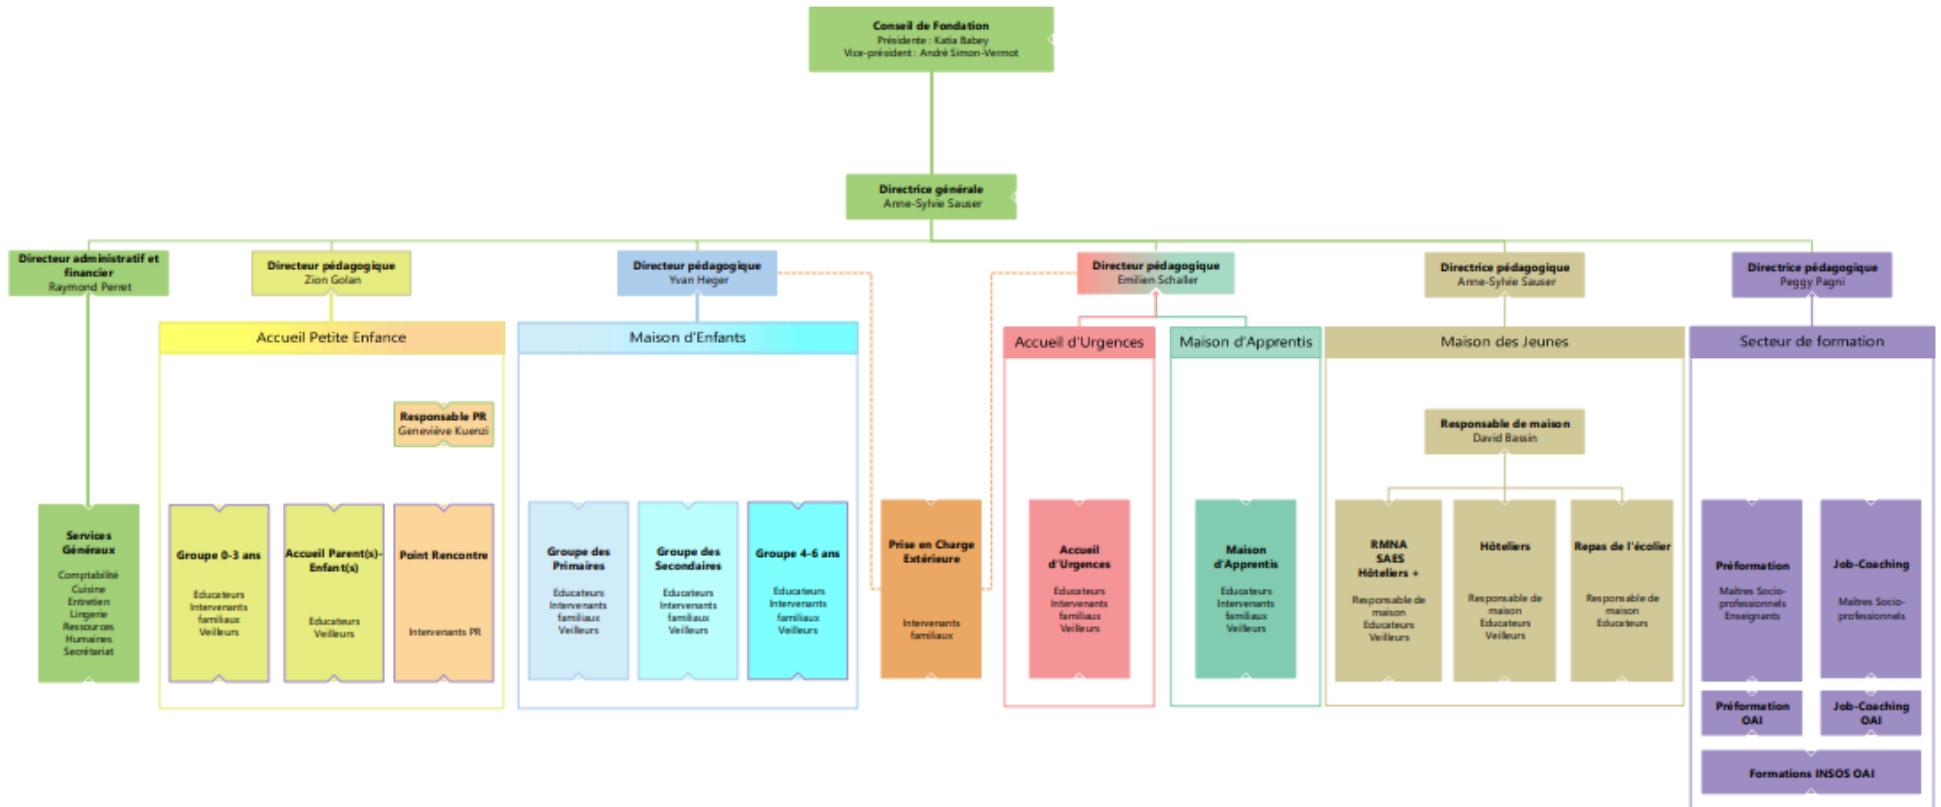 Conseil de Fondation
Présidente : Katia Babey
Vice-président : André Simon-Vermot
Directrice générale
Anne-Sylvie Sauser
Directeur administratif et
financier
Raymond Perret
Directeur pédagogique
Zion Golan
Directeur pédagogique
Yvan Heger
Directeur pédagogique
Emilien Schaller
Directrice pédagogique
Anne-Sylvie Sauser
Directrice pédagogique
Peggy Pagni
Accueil Petite Enfance
Maison d'Enfants
Accueil d'Urgences
Maison d'Apprentis
Maison des Jeunes
Secteur de formation
Responsable PR
Geneviève Kuenzi
Responsable de maison
David Bassin
Services
Généraux
Comptabilité
Cuisine
Entretien
Lingerie
Ressources
Humaines
Secrétariat
Groupe 0-3 ans
Educateurs
Intervenants
familiaux
Veilleurs
Accueil Parent(s)-
Enfant(s)
Educateurs
Veilleurs
Point Rencontre
Intervenants PR
Groupe des
Primaires
Educateurs
Intervenants
familiaux
Veilleurs
Groupe des
Secondaires
Educateurs
Intervenants
familiaux
Veilleurs
Groupe 4-6 ans
Educateurs
Intervenants
familiaux
Veilleurs
Prise en Charge
Extérieure
Intervenants
familiaux
Accueil
d'Urgences
Educateurs
Intervenants
familiaux
Veilleurs
Maison
d'Apprentis
Educateurs
Intervenants
familiaux
Veilleurs
RMNA
SAES
Hôteliers +
Responsable de
maison
Educateurs
Veilleurs
Hôteliers
Responsable de
maison
Educateurs
Veilleurs
Repas de l'écolier
Responsable de
maison
Educateurs
Préformation
Maîtres Socio-
professionnels
Enseignants
Job-Coaching
Maîtres Socio-
professionnels
Préformation
OAI
Job-Coaching
OAI
Formations INSOS OAI